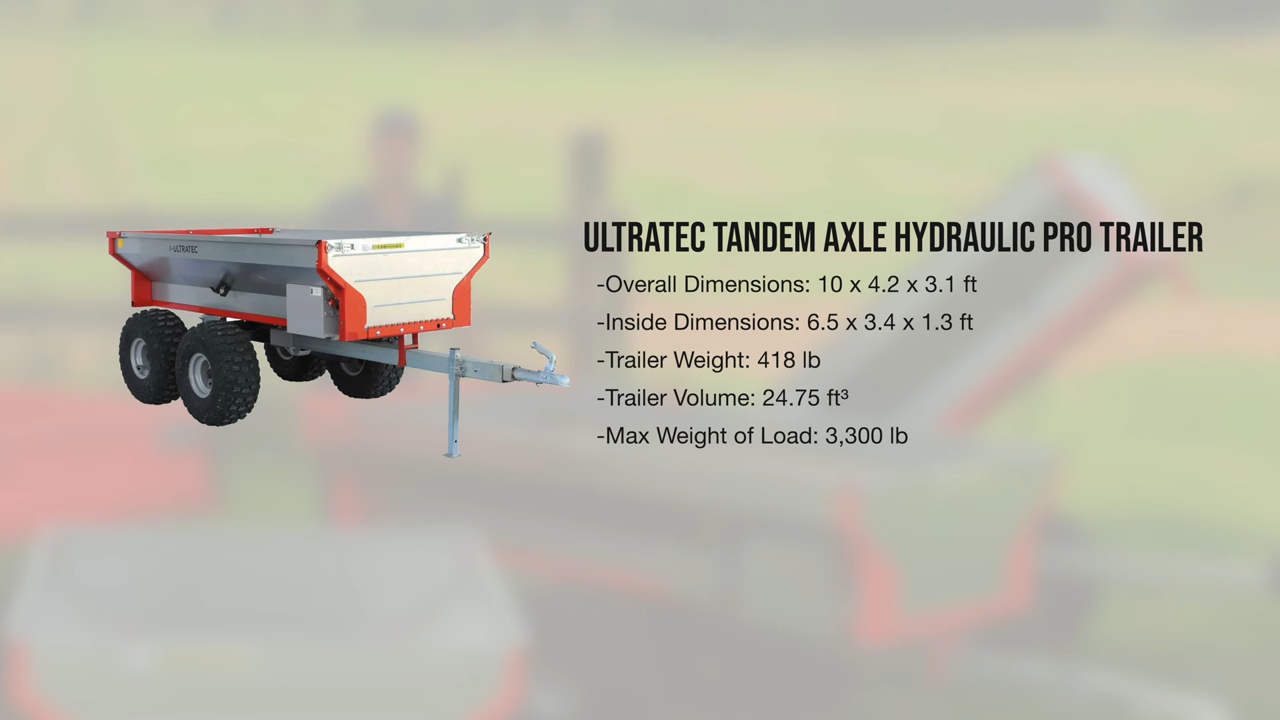 ULTRATEC
ULTRATEC TANDEM AXLE HYDRAULIC PRO TRAILER
-Overall Dimensions: 10 x 4.2 x 3.1 ft
-Inside Dimensions: 6.5 x 3.4 x 1.3 ft
-Trailer Weight: 418 lb
-Trailer Volume: 24.75 ft³
-Max Weight of Load: 3,300 lb